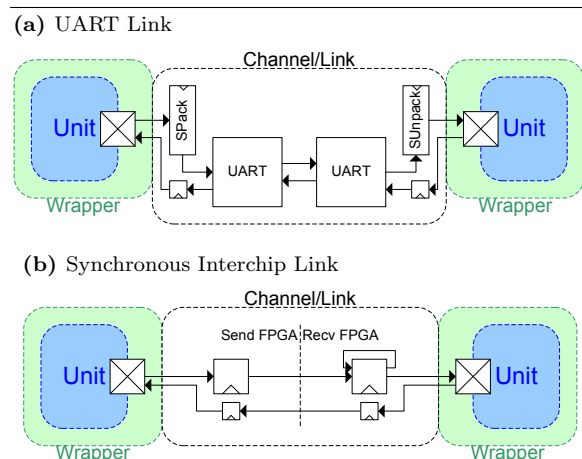 (a) UART Link
Channel/Link
Unit
SPack
UART
UART
SUnpack
Unit
Wrapper
Wrapper
(b) Synchronous Interchip Link
Channel/Link
Send FPGA
Recv FPGA
Unit
Unit
Wrapper
Wrapper